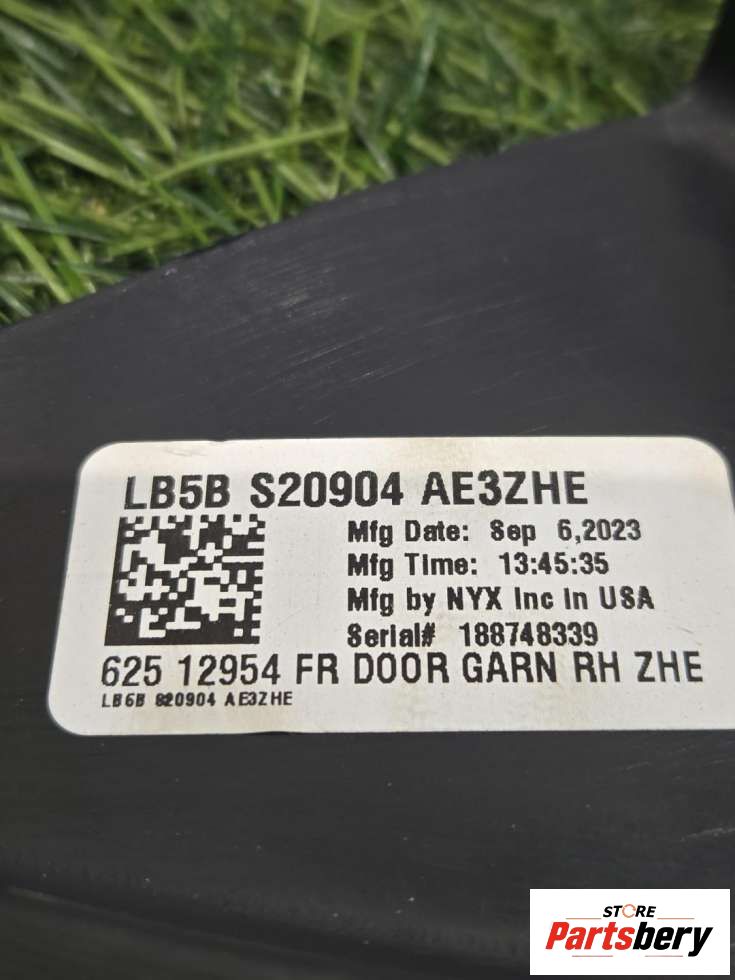 LB5B S20904 AE3ZHE
Mfg Date: Sep 6,2023
Mfg Time: 13:45:35
Mfg by NYX Inc in USA
Serial# 188748339
625 12954 FR DOOR GARN RH ZHE
LB5B S20904 AE3ZHE
STORE
Partsbery